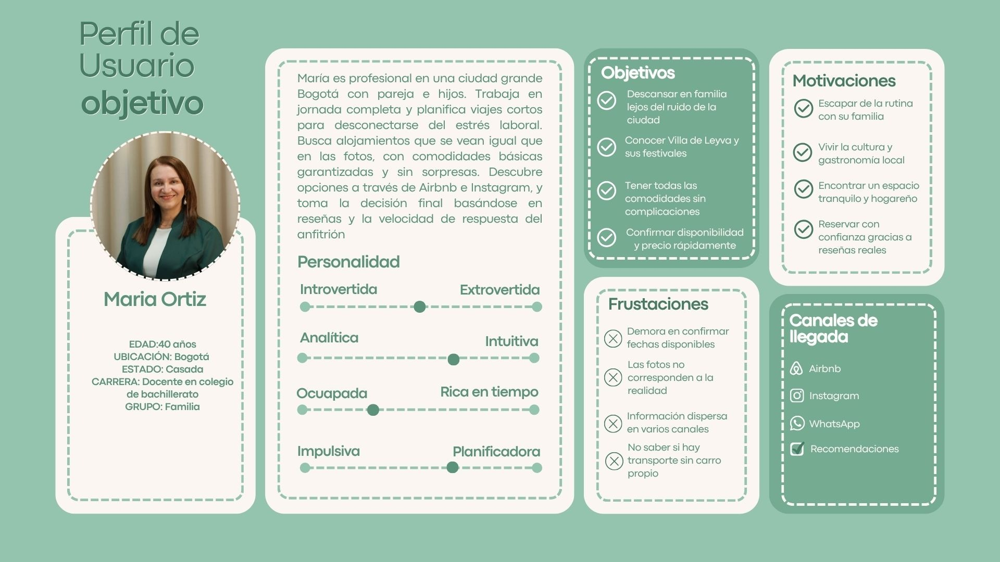 Perfil de
Usuario
objetivo
Maria Ortiz
EDAD:40 años
UBICACIÓN: Bogotá
ESTADO: Casada
CARRERA: Docente en colegio
de bachillerato
GRUPO: Familia
María es profesional en una ciudad grande
Bogotá con pareja e hijos. Trabaja en
jornada completa y planifica viajes cortos
para desconectarse del estrés laboral.
Busca alojamientos que se vean igual que
en las fotos, con comodidades básicas
garantizadas y sin sorpresas. Descubre
opciones a través de Airbnb e Instagram, y
toma la decisión final basándose en
reseñas y la velocidad de respuesta del
anfitrión
Personalidad
Introvertida
Extrovertida
Analítica
Intuitiva
Ocuapada
Rica en tiempo
Impulsiva
Planificadora
Objetivos
Descansar en familia
lejos del ruido de la
ciudad
Conocer Villa de Leyva y
sus festivales
Tener todas las
comodidades sin
complicaciones
Confirmar disponibilidad
y precio rápidamente
Frustaciones
Demora en confirmar
fechas disponibles
Las fotos no
corresponden a la
realidad
Información dispersa
en varios canales
No saber si hay
transporte sin carro
propio
Motivaciones
Escapar de la rutina
con su familia
Vivir la cultura y
gastronomía local
Encontrar un espacio
tranquilo y hogareño
Reservar con
confianza gracias a
reseñas reales
Canales de
llegada
Airbnb
Instagram
WhatsApp
Recomendaciones